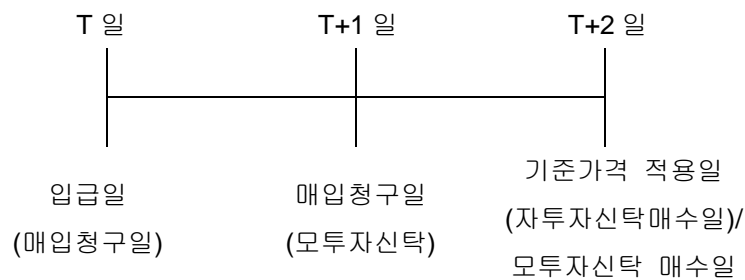 T 일
T+1 일
T+2 일
입급일
(매입청구일)
매입청구일
(모투자신탁)
기준가격 적용일
(자투자신탁매수일)/
모투자신탁 매수일